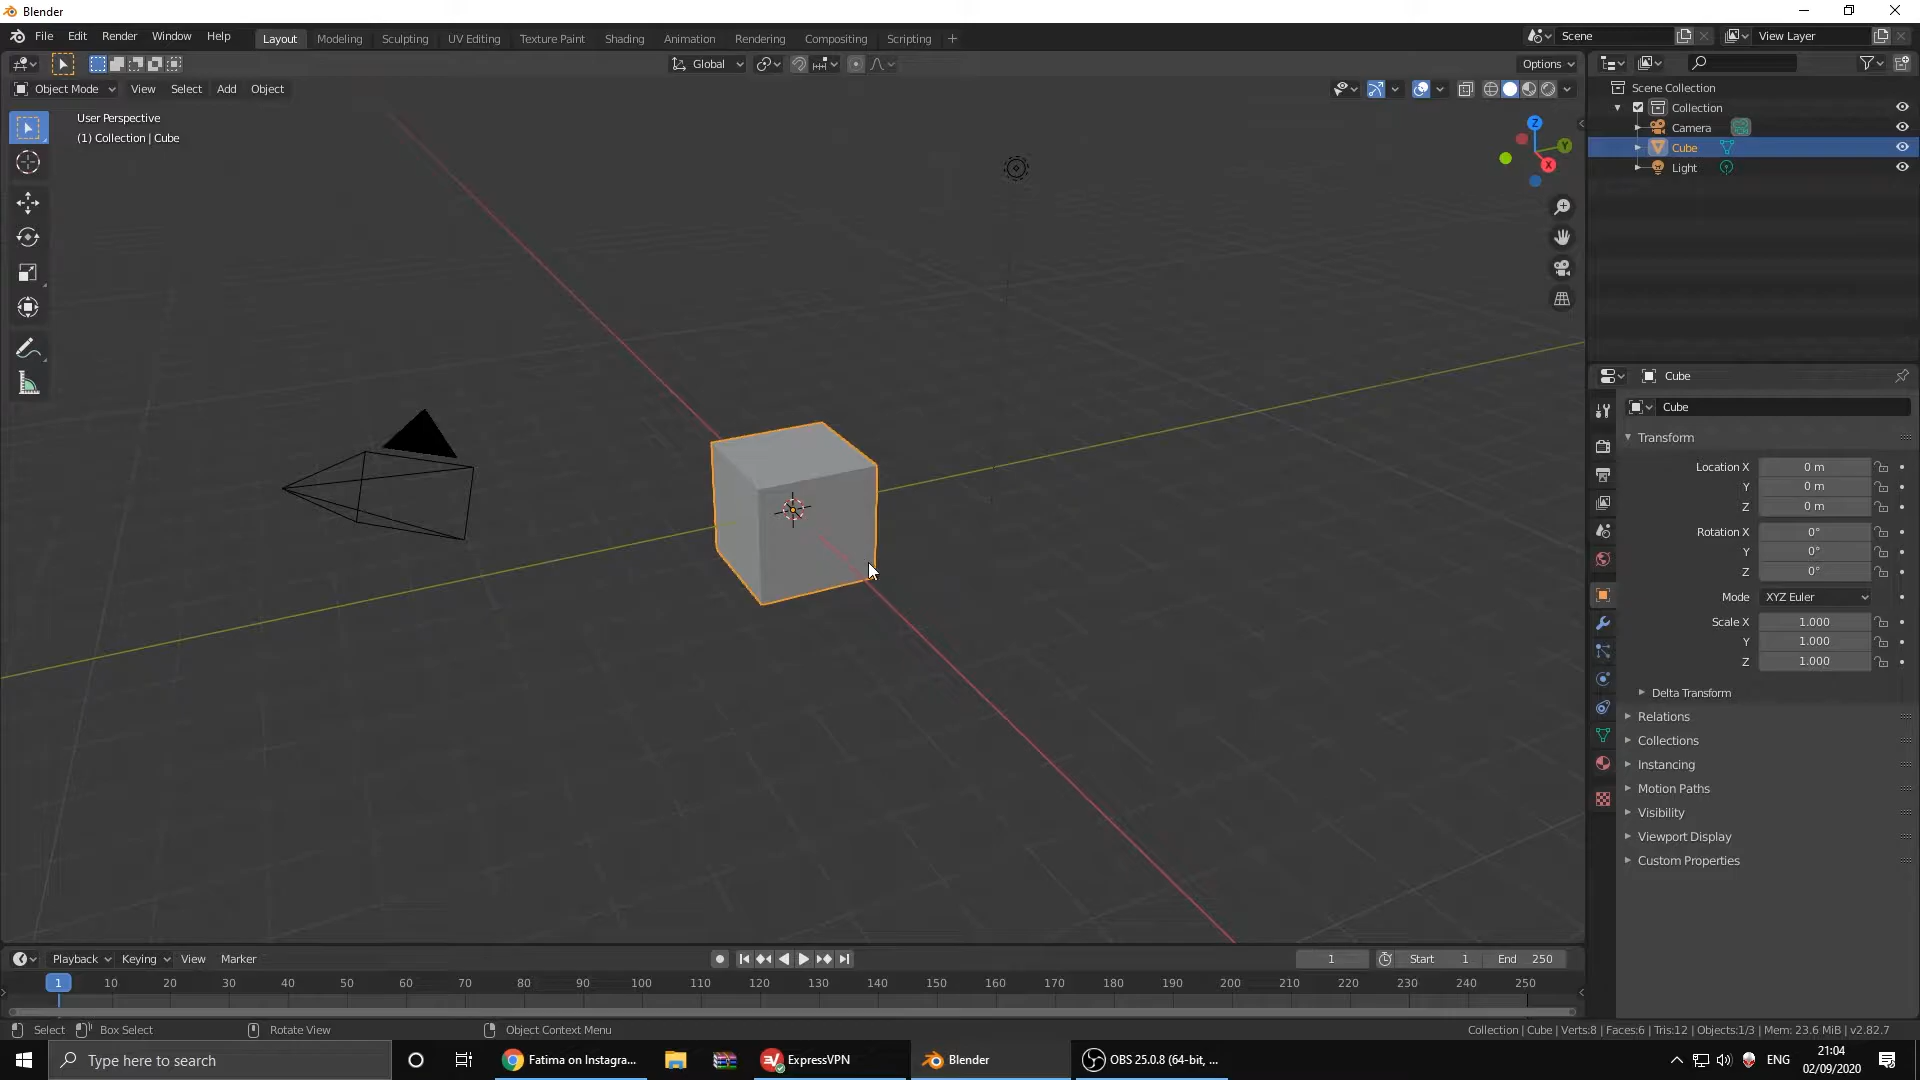 Blender
File Edit Render Window Help Layout Modeling Sculpting UV Editing Texture Paint Shading Animation Rendering Compositing Scripting + Scene View Layer
Global Options
Object Mode View Select Add Object
User Perspective
(1) Collection | Cube
Z
Y
X
Scene Collection
Collection
Camera
Cube
Light
Cube
Cube
Transform
Location X 0 m
Y 0 m
Z 0 m
Rotation X 0°
Y 0°
Z 0°
Mode XYZ Euler
Scale X 1.000
Y 1.000
Z 1.000
Delta Transform
Relations
Collections
Instancing
Motion Paths
Visibility
Viewport Display
Custom Properties
Playback Keying View Marker 1 Start 1 End 250
1 10 20 30 40 50 60 70 80 90 100 110 120 130 140 150 160 170 180 190 200 210 220 230 240 250
Select Box Select Rotate View Object Context Menu Collection | Cube | Verts:8 | Faces:6 | Tris:12 | Objects:1/3 | Mem: 23.6 MiB | v2.82.7
Type here to search Fatima on Instagra... ExpressVPN Blender OBS 25.0.8 (64-bit, ... ENG 21:04
02/09/2020